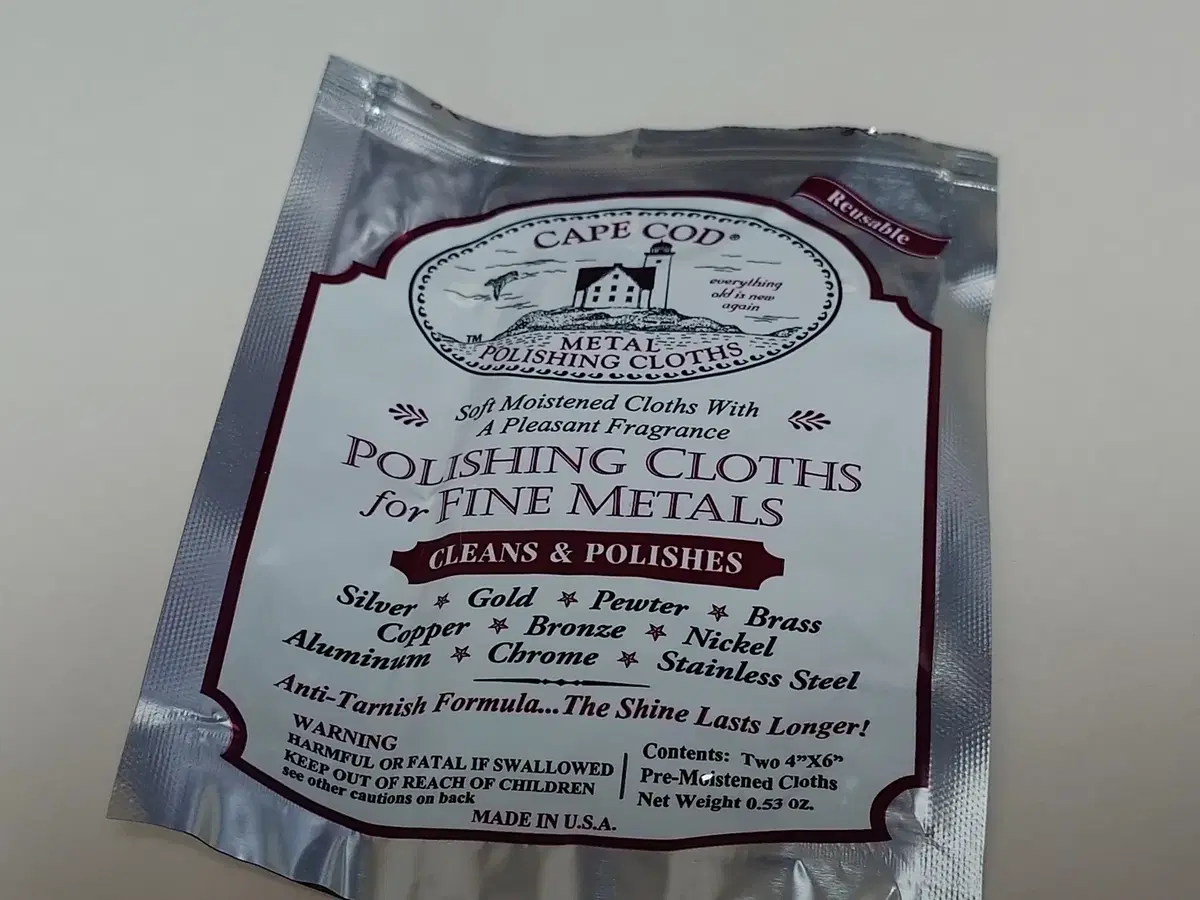 Reusable
CAPE COD®
everything
old is new
again
™
METAL
POLISHING CLOTHS
Soft Moistened Cloths With
A Pleasant Fragrance
POLISHING CLOTHS
for FINE METALS
CLEANS & POLISHES
Silver ☆ Gold ☆ Pewter ☆ Brass
Copper ☆ Bronze ☆ Nickel
Aluminum ☆ Chrome ☆ Stainless Steel
Anti-Tarnish Formula...The Shine Lasts Longer!
WARNING
HARMFUL OR FATAL IF SWALLOWED
KEEP OUT OF REACH OF CHILDREN
see other cautions on back
Contents: Two 4”X6”
Pre-Moistened Cloths
Net Weight 0.53 oz.
MADE IN U.S.A.